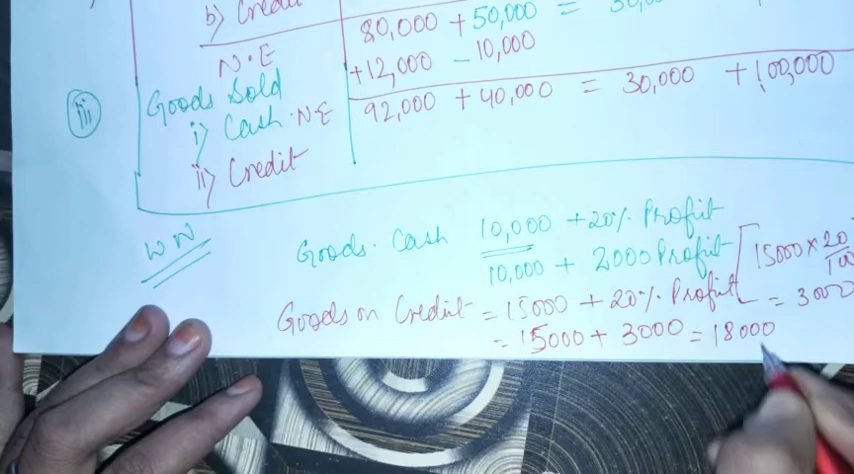 b) Credit
80,000 + 50,000 =
N.E +12,000 - 10,000
(iii) Goods Sold 92,000 + 40,000 = 30,000 + 1,00,000
i) Cash. N E
ii) Credit
WN Goods. Cash 10,000 + 20% Profit
10,000 + 2000 Profit [15000 × 20/100
Goods on Credit = 15000 + 20% Profit = 3000
= 15000 + 3000 = 18000